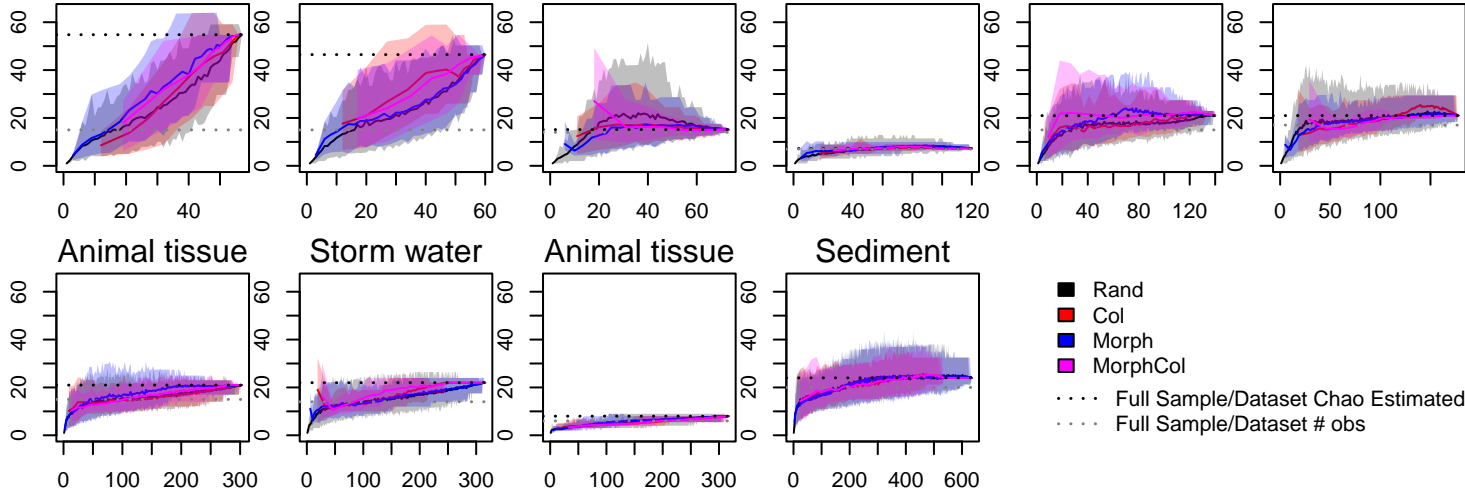 60 60 60 60 60 60
40 40 40 40 40 40
20 20 20 20 20 20
0 0 0 0 0 0
0 20 40 0 20 40 60 0 20 40 60 0 40 80 120 0 40 80 120 0 50 100
Animal tissue Storm water Animal tissue Sediment
60 60 60 60
40 40 40 40
20 20 20 20
0 0 0 0
0 100 200 300 0 100 200 300 0 100 200 300 0 200 400 600
Rand
Col
Morph
MorphCol
Full Sample/Dataset Chao Estimated
Full Sample/Dataset # obs